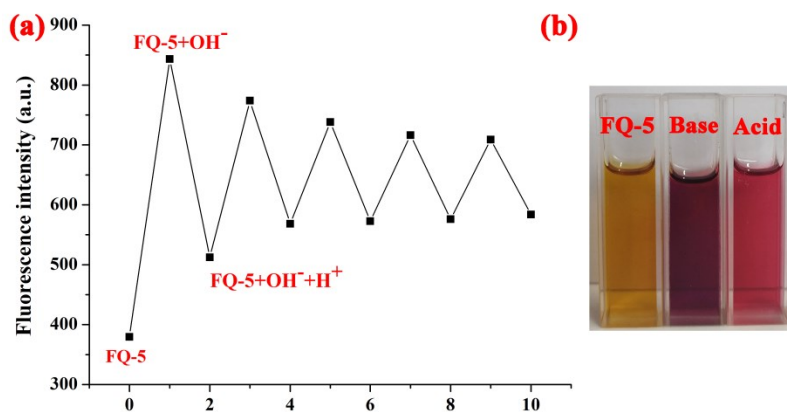 (a)
(b)
900
800
700
600
500
400
300
Fluorescence intensity (a.u.)
FQ-5+OH⁻
FQ-5+OH⁻+H⁺
FQ-5
0 2 4 6 8 10
FQ-5 Base Acid